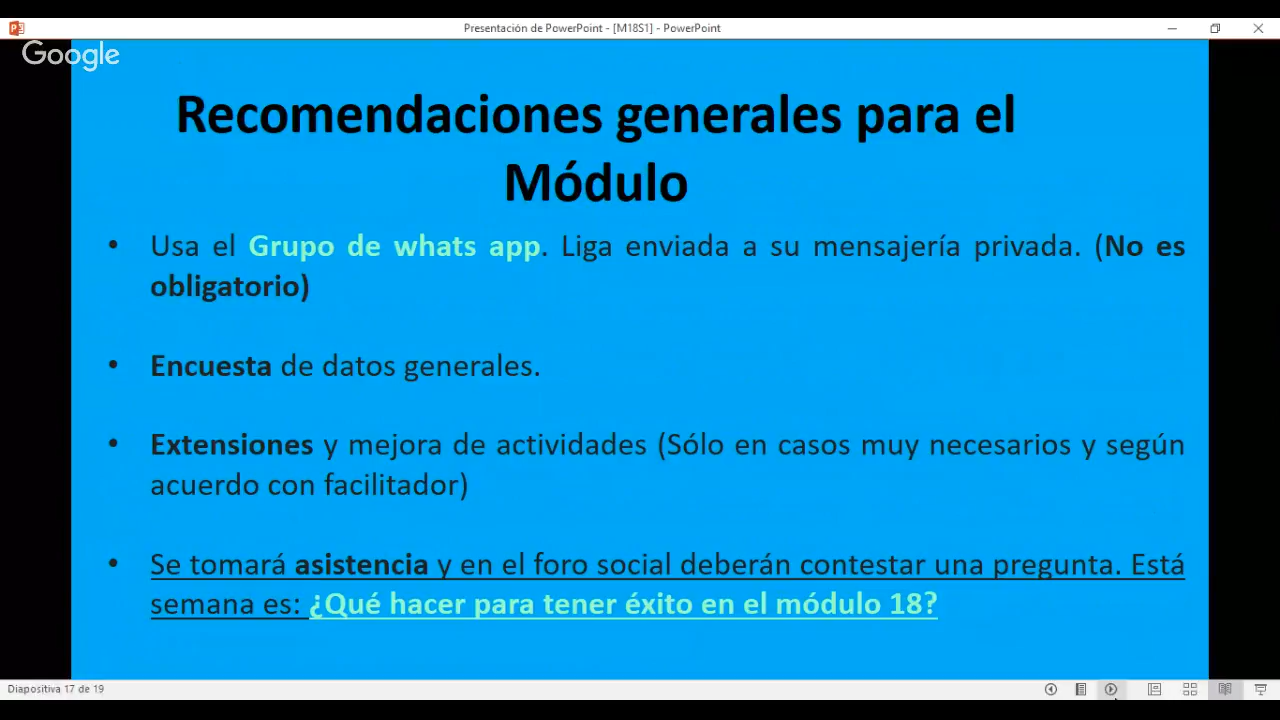 Presentación de PowerPoint - [M18S1] - PowerPoint
Google
Recomendaciones generales para el
Módulo
• Usa el Grupo de whats app. Liga enviada a su mensajería privada. (No es
obligatorio)
• Encuesta de datos generales.
• Extensiones y mejora de actividades (Sólo en casos muy necesarios y según
acuerdo con facilitador)
• Se tomará asistencia y en el foro social deberán contestar una pregunta. Está
semana es: ¿Qué hacer para tener éxito en el módulo 18?
Diapositiva 17 de 19